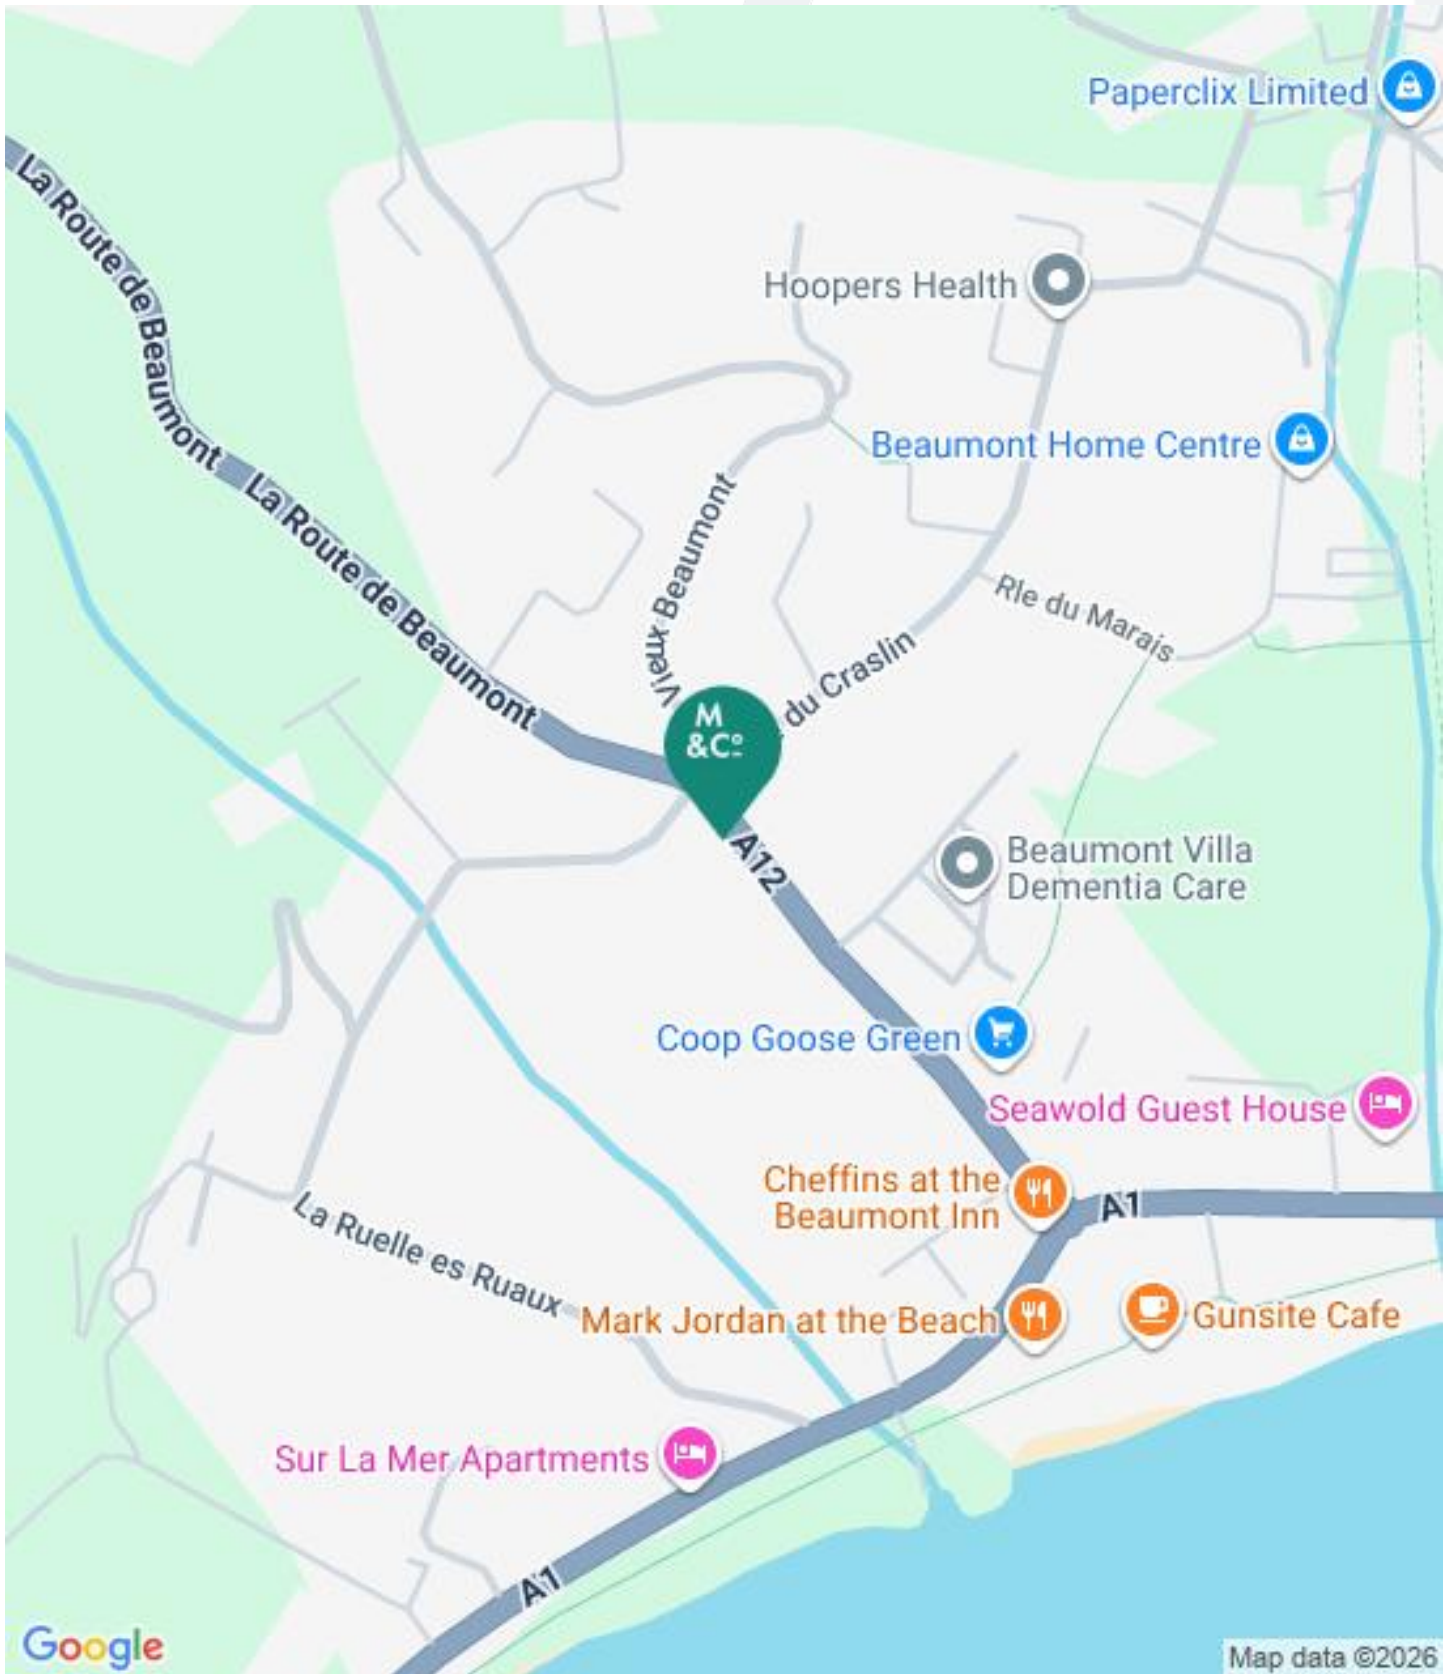 Paperclix Limited
La Route de Beaumont
Hoopers Health
Beaumont Home Centre
La Route de Beaumont
Vieux Beaumont
Rle du Marais
du Craslin
M
&Co
A12
Beaumont Villa
Dementia Care
Coop Goose Green
Seawold Guest House
Cheffins at the
Beaumont Inn
A1
La Ruelle es Ruaux
Mark Jordan at the Beach
Gunsite Cafe
Sur La Mer Apartments
A1
Google
Map data ©2026